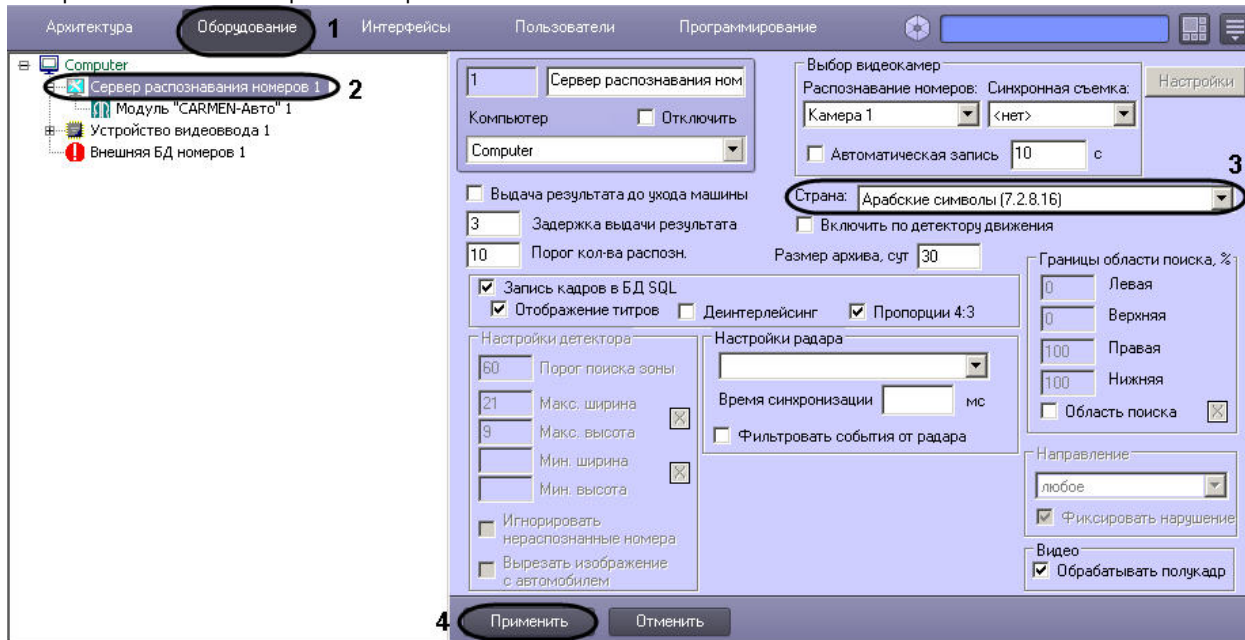 Архитектура Оборудование 1 Интерфейсы Пользователи Программирование
Computer
Сервер распознавания номеров 1 2
Модуль "CARMEN-Авто" 1
Устройство видеоввода 1
Внешняя БД номеров 1
1 Сервер распознавания ном
Компьютер Отключить
Computer
Выбор видеокамер
Распознавание номеров: Синхронная съемка:
Камера 1 <нет>
Автоматическая запись 10 с
Настройки
3
Страна: Арабские символы (7.2.8.16)
Выдача результата до ухода машины
Включить по детектору движения
3 Задержка выдачи результата
10 Порог кол-ва распозн.
Размер архива, сут 30
Запись кадров в БД SQL
Отображение титров Деинтерлейсинг Пропорции 4:3
Границы области поиска, %
0 Левая
0 Верхняя
100 Правая
100 Нижняя
Область поиска
Настройки детектора
60 Порог поиска зоны
21 Макс. ширина
9 Макс. высота
Мин. ширина
Мин. высота
Игнорировать
нераспознанные номера
Вырезать изображение
с автомобилем
Настройки радара
Время синхронизации мс
Фильтровать события от радара
Направление
любое
Фиксировать нарушение
Видео
Обрабатывать полукадр
4 Применить Отменить